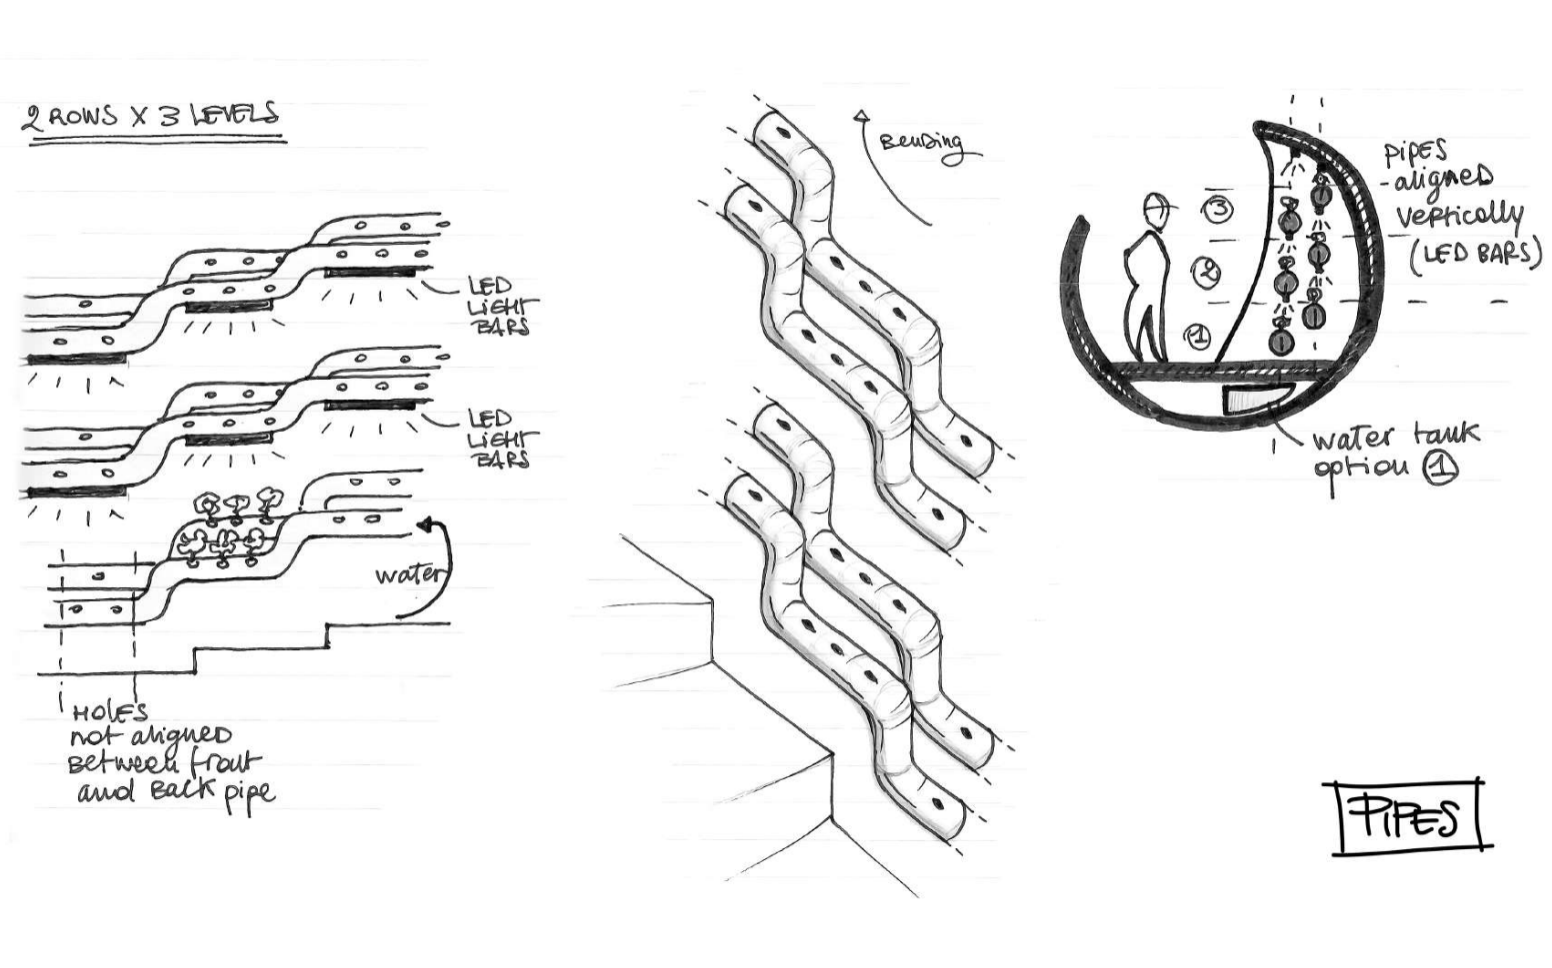 2 ROWS X 3 LEVELS
LED
LIGHT
BARS
LED
LIGHT
BARS
water
HOLES
not aligned
Between front
and BACK pipe
Bending
PIPES
-aligned
vertically
(LED BARS)
3
2
1
water tank
option 1
PIPES